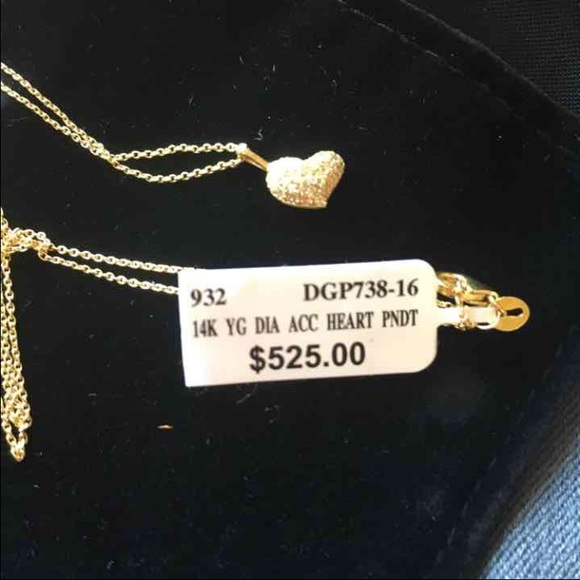 932 DGP738-16
14K YG DIA ACC HEART PNDT
$525.00